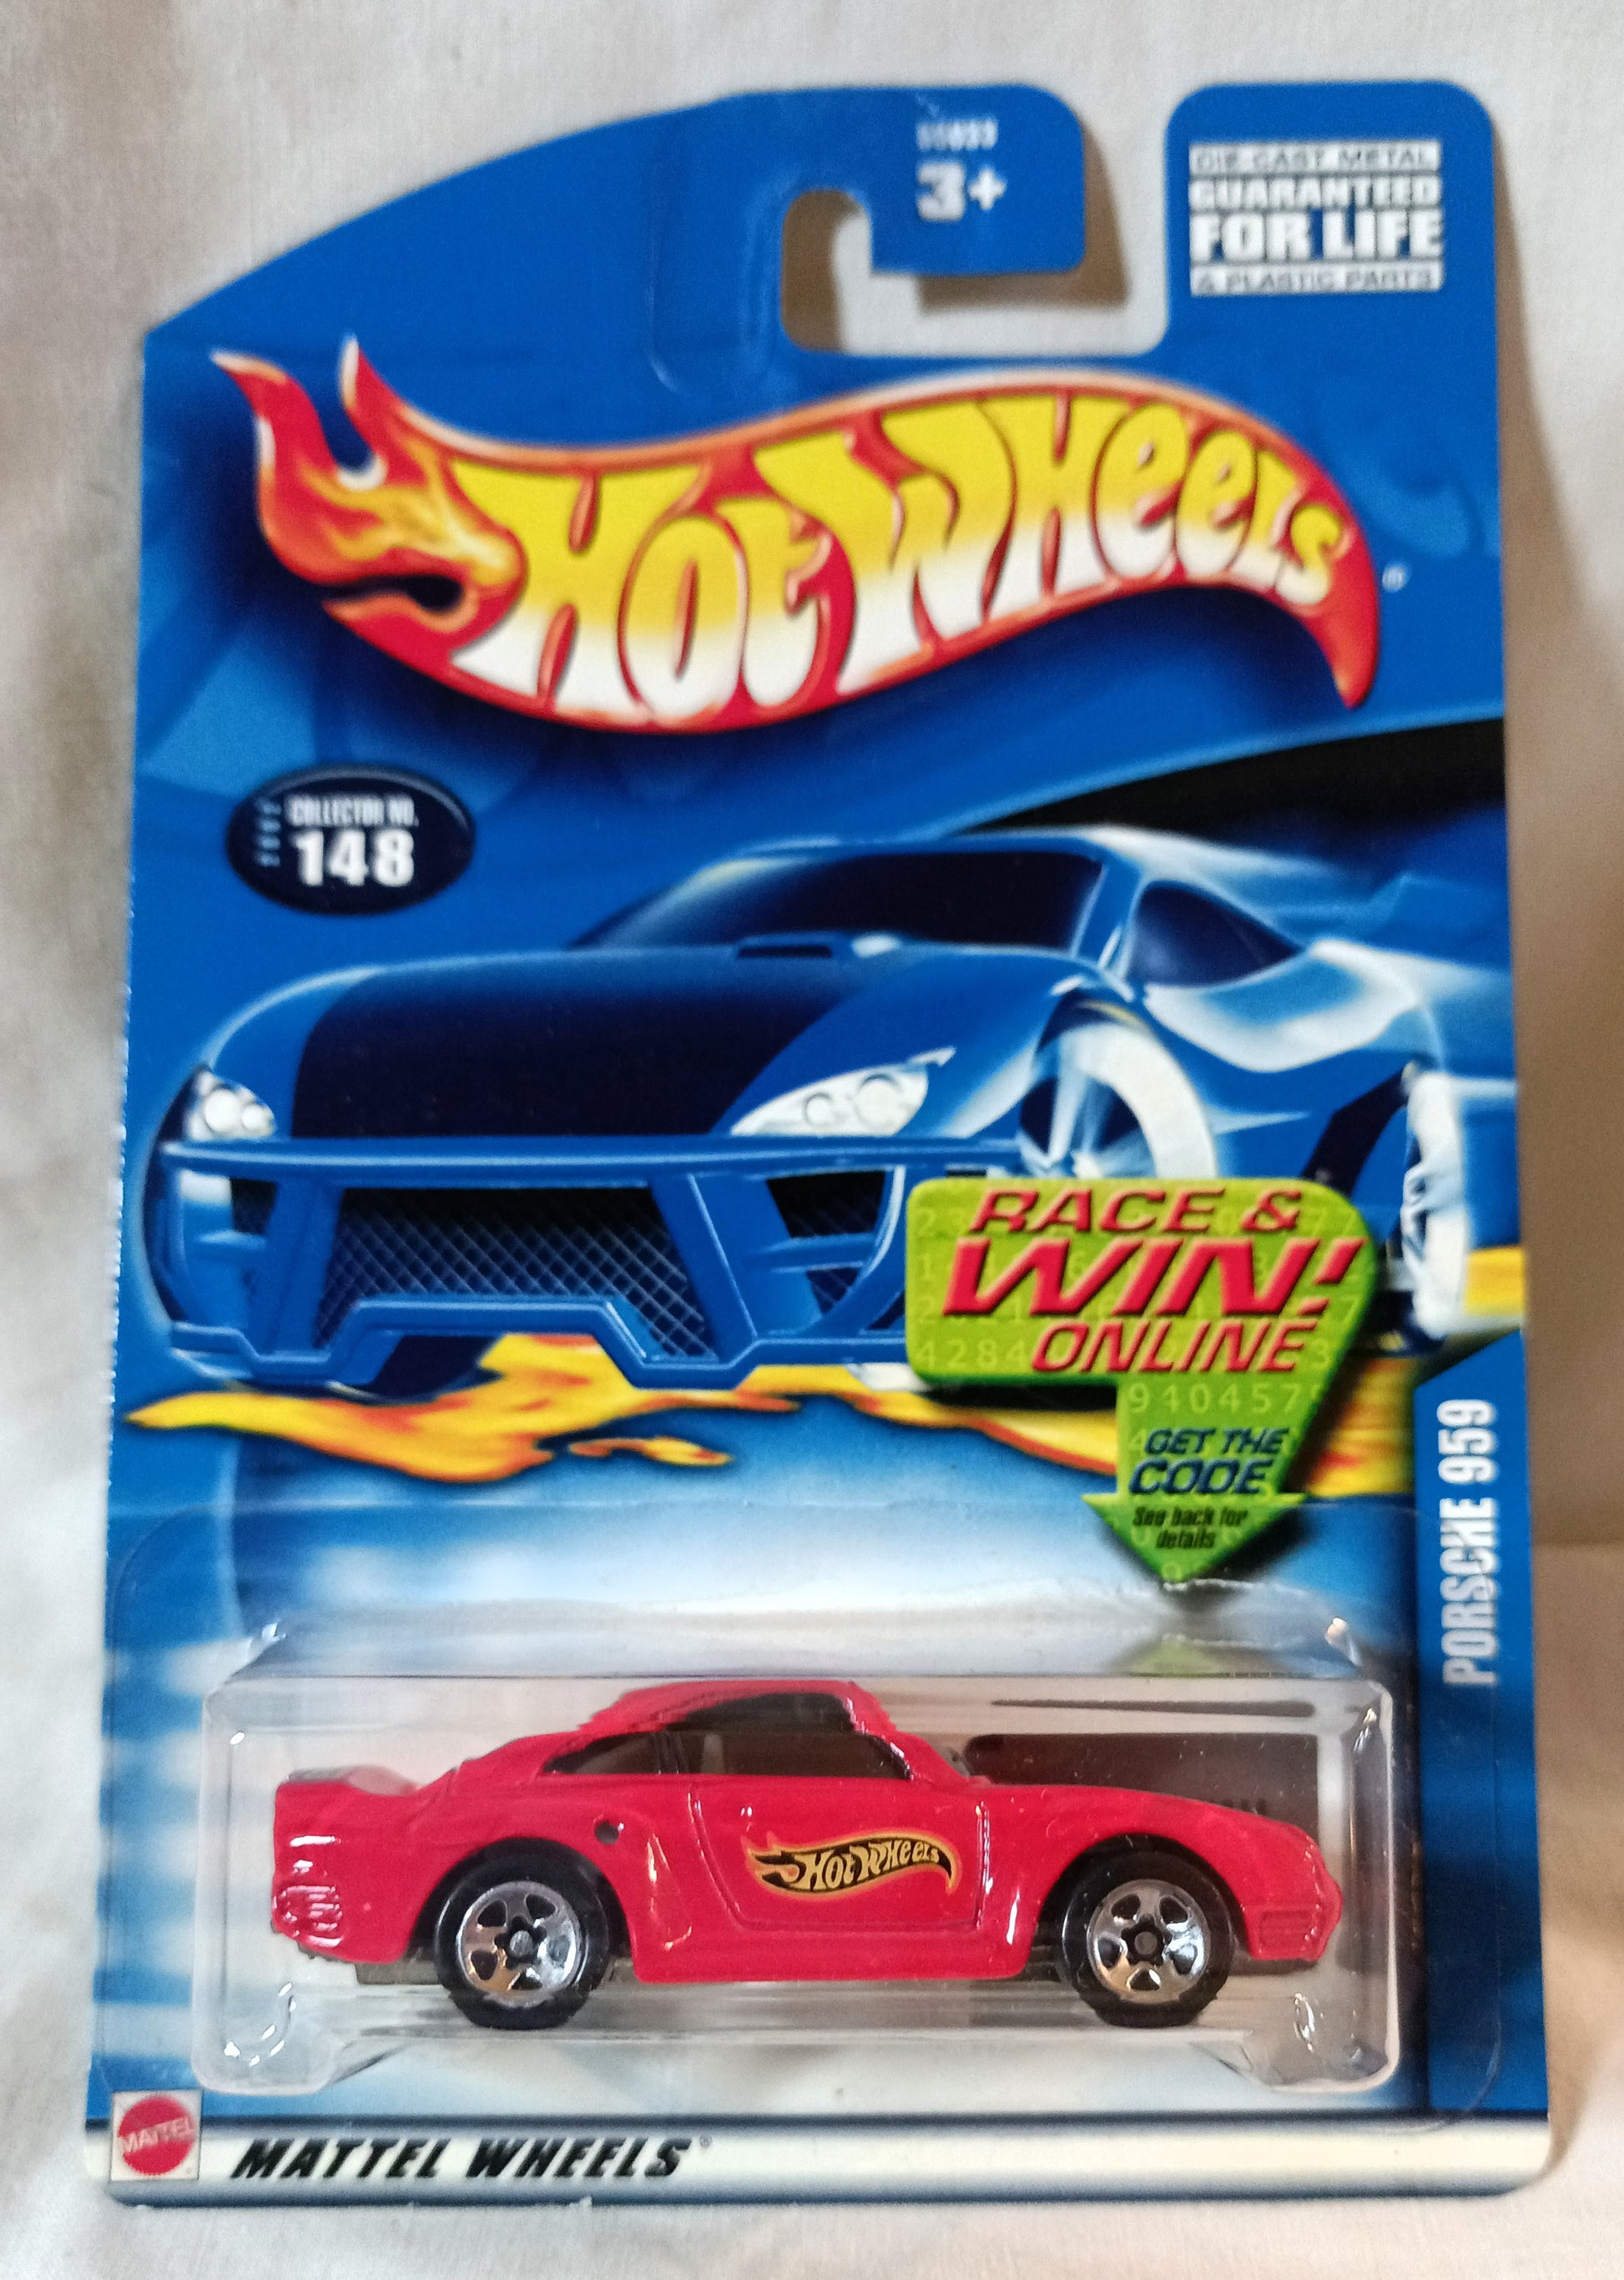 3+
DIE-CAST METAL
GUARANTEED
FOR LIFE
& PLASTIC PARTS
Hot Wheels®
COLLECTOR NO.
148
RACE &
WIN!
ONLINE
GET THE
CODE
See back for
details
PORSCHE 959
Hot Wheels
MATTEL
MATTEL WHEELS®